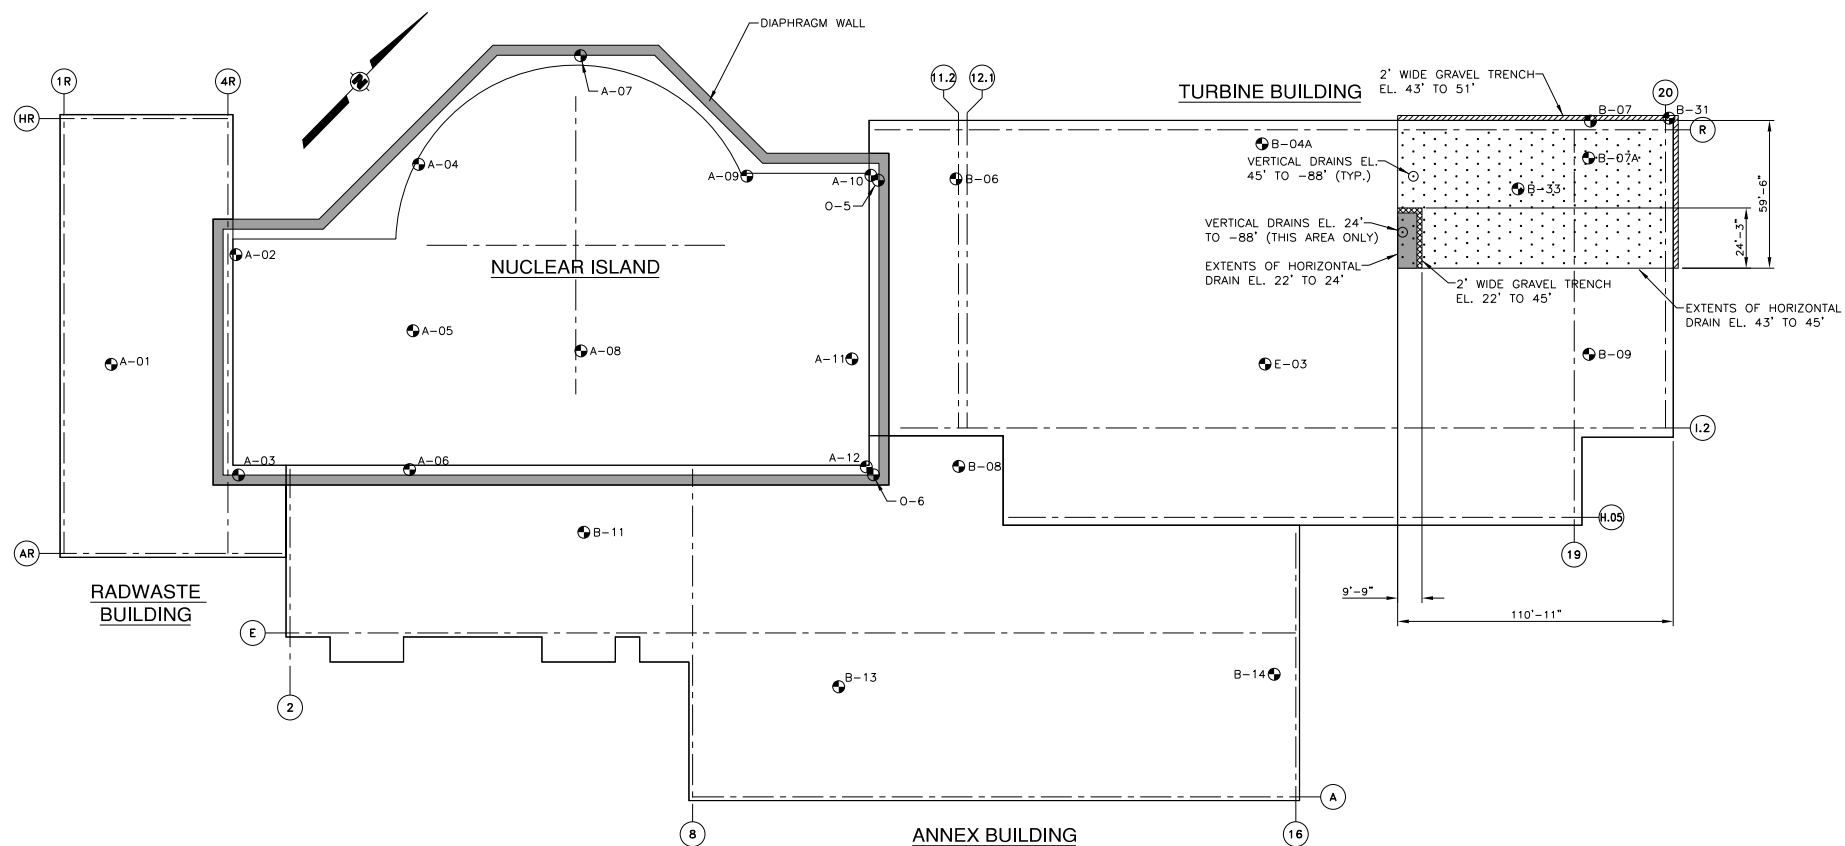 DIAPHRAGM WALL
N
1R
4R
11.2
12.1
TURBINE BUILDING
2' WIDE GRAVEL TRENCH
EL. 43' TO 51'
20
HR
A-07
B-07
B-31
R
A-04
A-09
A-10
O-5
B-06
B-04A
VERTICAL DRAINS EL.
45' TO -88' (TYP.)
B-07A
B-33
59'-6"
24'-3"
VERTICAL DRAINS EL. 24'
TO -88' (THIS AREA ONLY)
A-02
NUCLEAR ISLAND
EXTENTS OF HORIZONTAL
DRAIN EL. 22' TO 24'
2' WIDE GRAVEL TRENCH
EL. 22' TO 45'
EXTENTS OF HORIZONTAL
DRAIN EL. 43' TO 45'
A-01
A-05
A-08
A-11
E-03
B-09
I.2
A-03
A-06
A-12
O-6
B-08
H.05
B-11
AR
19
RADWASTE
BUILDING
9'-9"
110'-11"
E
B-13
B-14
2
A
8
ANNEX BUILDING
16